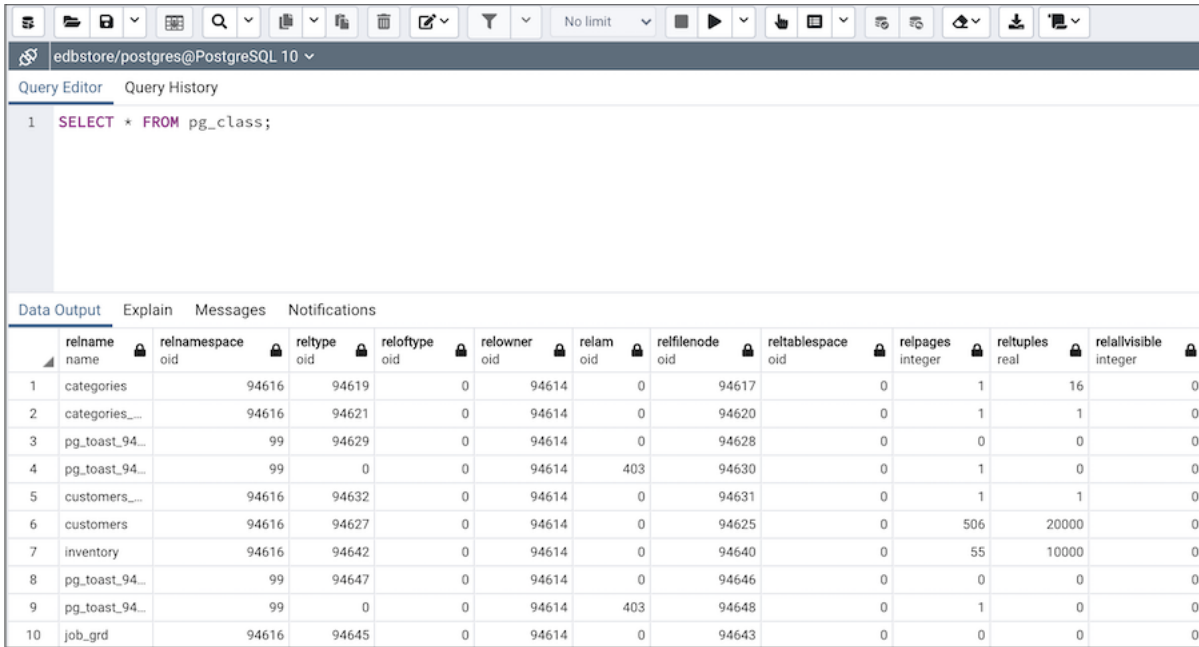 No limit
edbstore/postgres@PostgreSQL 10
Query Editor Query History
1 SELECT * FROM pg_class;
Data Output Explain Messages Notifications
relname relnamespace reltype reloftype relowner relam relfilenode reltablespace relpages reltuples relallvisible
name oid oid oid oid oid oid oid integer real integer
1 categories 94616 94619 0 94614 0 94617 0 1 16 0
2 categories_... 94616 94621 0 94614 0 94620 0 1 1 0
3 pg_toast_94... 99 94629 0 94614 0 94628 0 0 0 0
4 pg_toast_94... 99 0 0 94614 403 94630 0 1 0 0
5 customers_... 94616 94632 0 94614 0 94631 0 1 1 0
6 customers 94616 94627 0 94614 0 94625 0 506 20000 0
7 inventory 94616 94642 0 94614 0 94640 0 55 10000 0
8 pg_toast_94... 99 94647 0 94614 0 94646 0 0 0 0
9 pg_toast_94... 99 0 0 94614 403 94648 0 1 0 0
10 job_grd 94616 94645 0 94614 0 94643 0 0 0 0